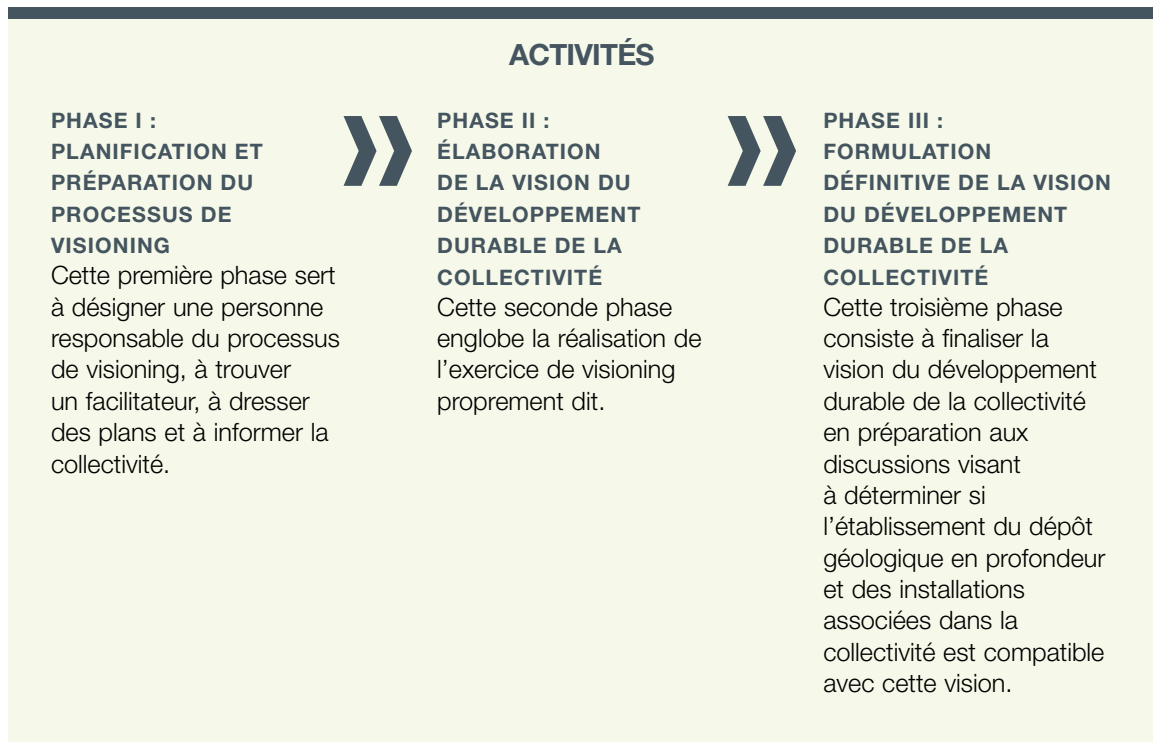 ACTIVITÉS
PHASE I :
PLANIFICATION ET
PRÉPARATION DU
PROCESSUS DE
VISIONING
Cette première phase sert
à désigner une personne
responsable du processus
de visioning, à trouver
un facilitateur, à dresser
des plans et à informer la
collectivité.
PHASE II :
ÉLABORATION
DE LA VISION DU
DÉVELOPPEMENT
DURABLE DE LA
COLLECTIVITÉ
Cette seconde phase
englobe la réalisation de
l’exercice de visioning
proprement dit.
PHASE III :
FORMULATION
DÉFINITIVE DE LA VISION
DU DÉVELOPPEMENT
DURABLE DE LA
COLLECTIVITÉ
Cette troisième phase
consiste à finaliser la
vision du développement
durable de la collectivité
en préparation aux
discussions visant
à déterminer si
l’établissement du dépôt
géologique en profondeur
et des installations
associées dans la
collectivité est compatible
avec cette vision.